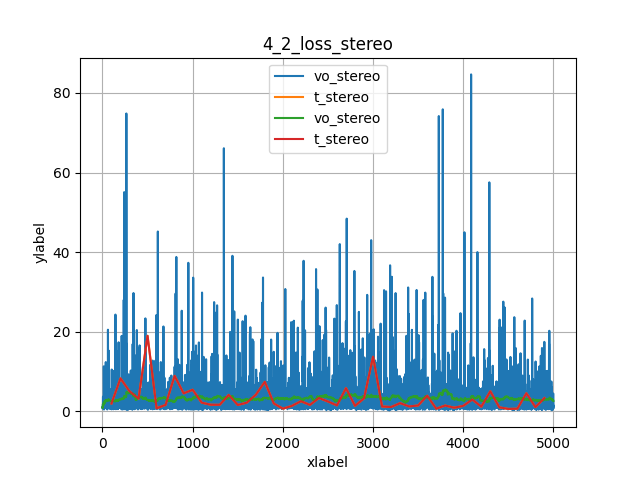 4_2_loss_stereo
vo_stereo
t_stereo
vo_stereo
t_stereo
80
60
40
20
0
ylabel
0 1000 2000 3000 4000 5000
xlabel